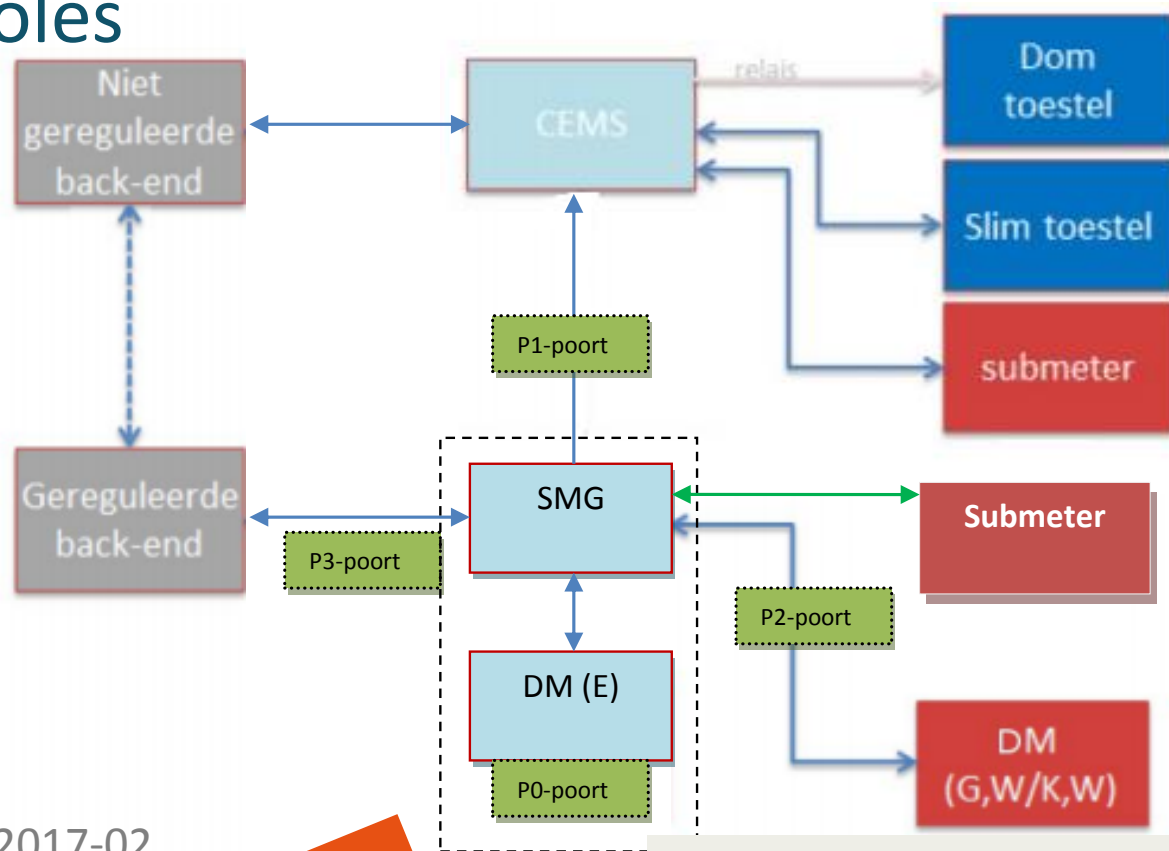 oles
Niet
gereguleerde
back-end
CEMS
relais
Dom
toestel
Slim toestel
submeter
P1-poort
Gereguleerde
back-end
P3-poort
SMG
Submeter
P2-poort
DM (E)
P0-poort
DM
(G,W/K,W)
2017-02